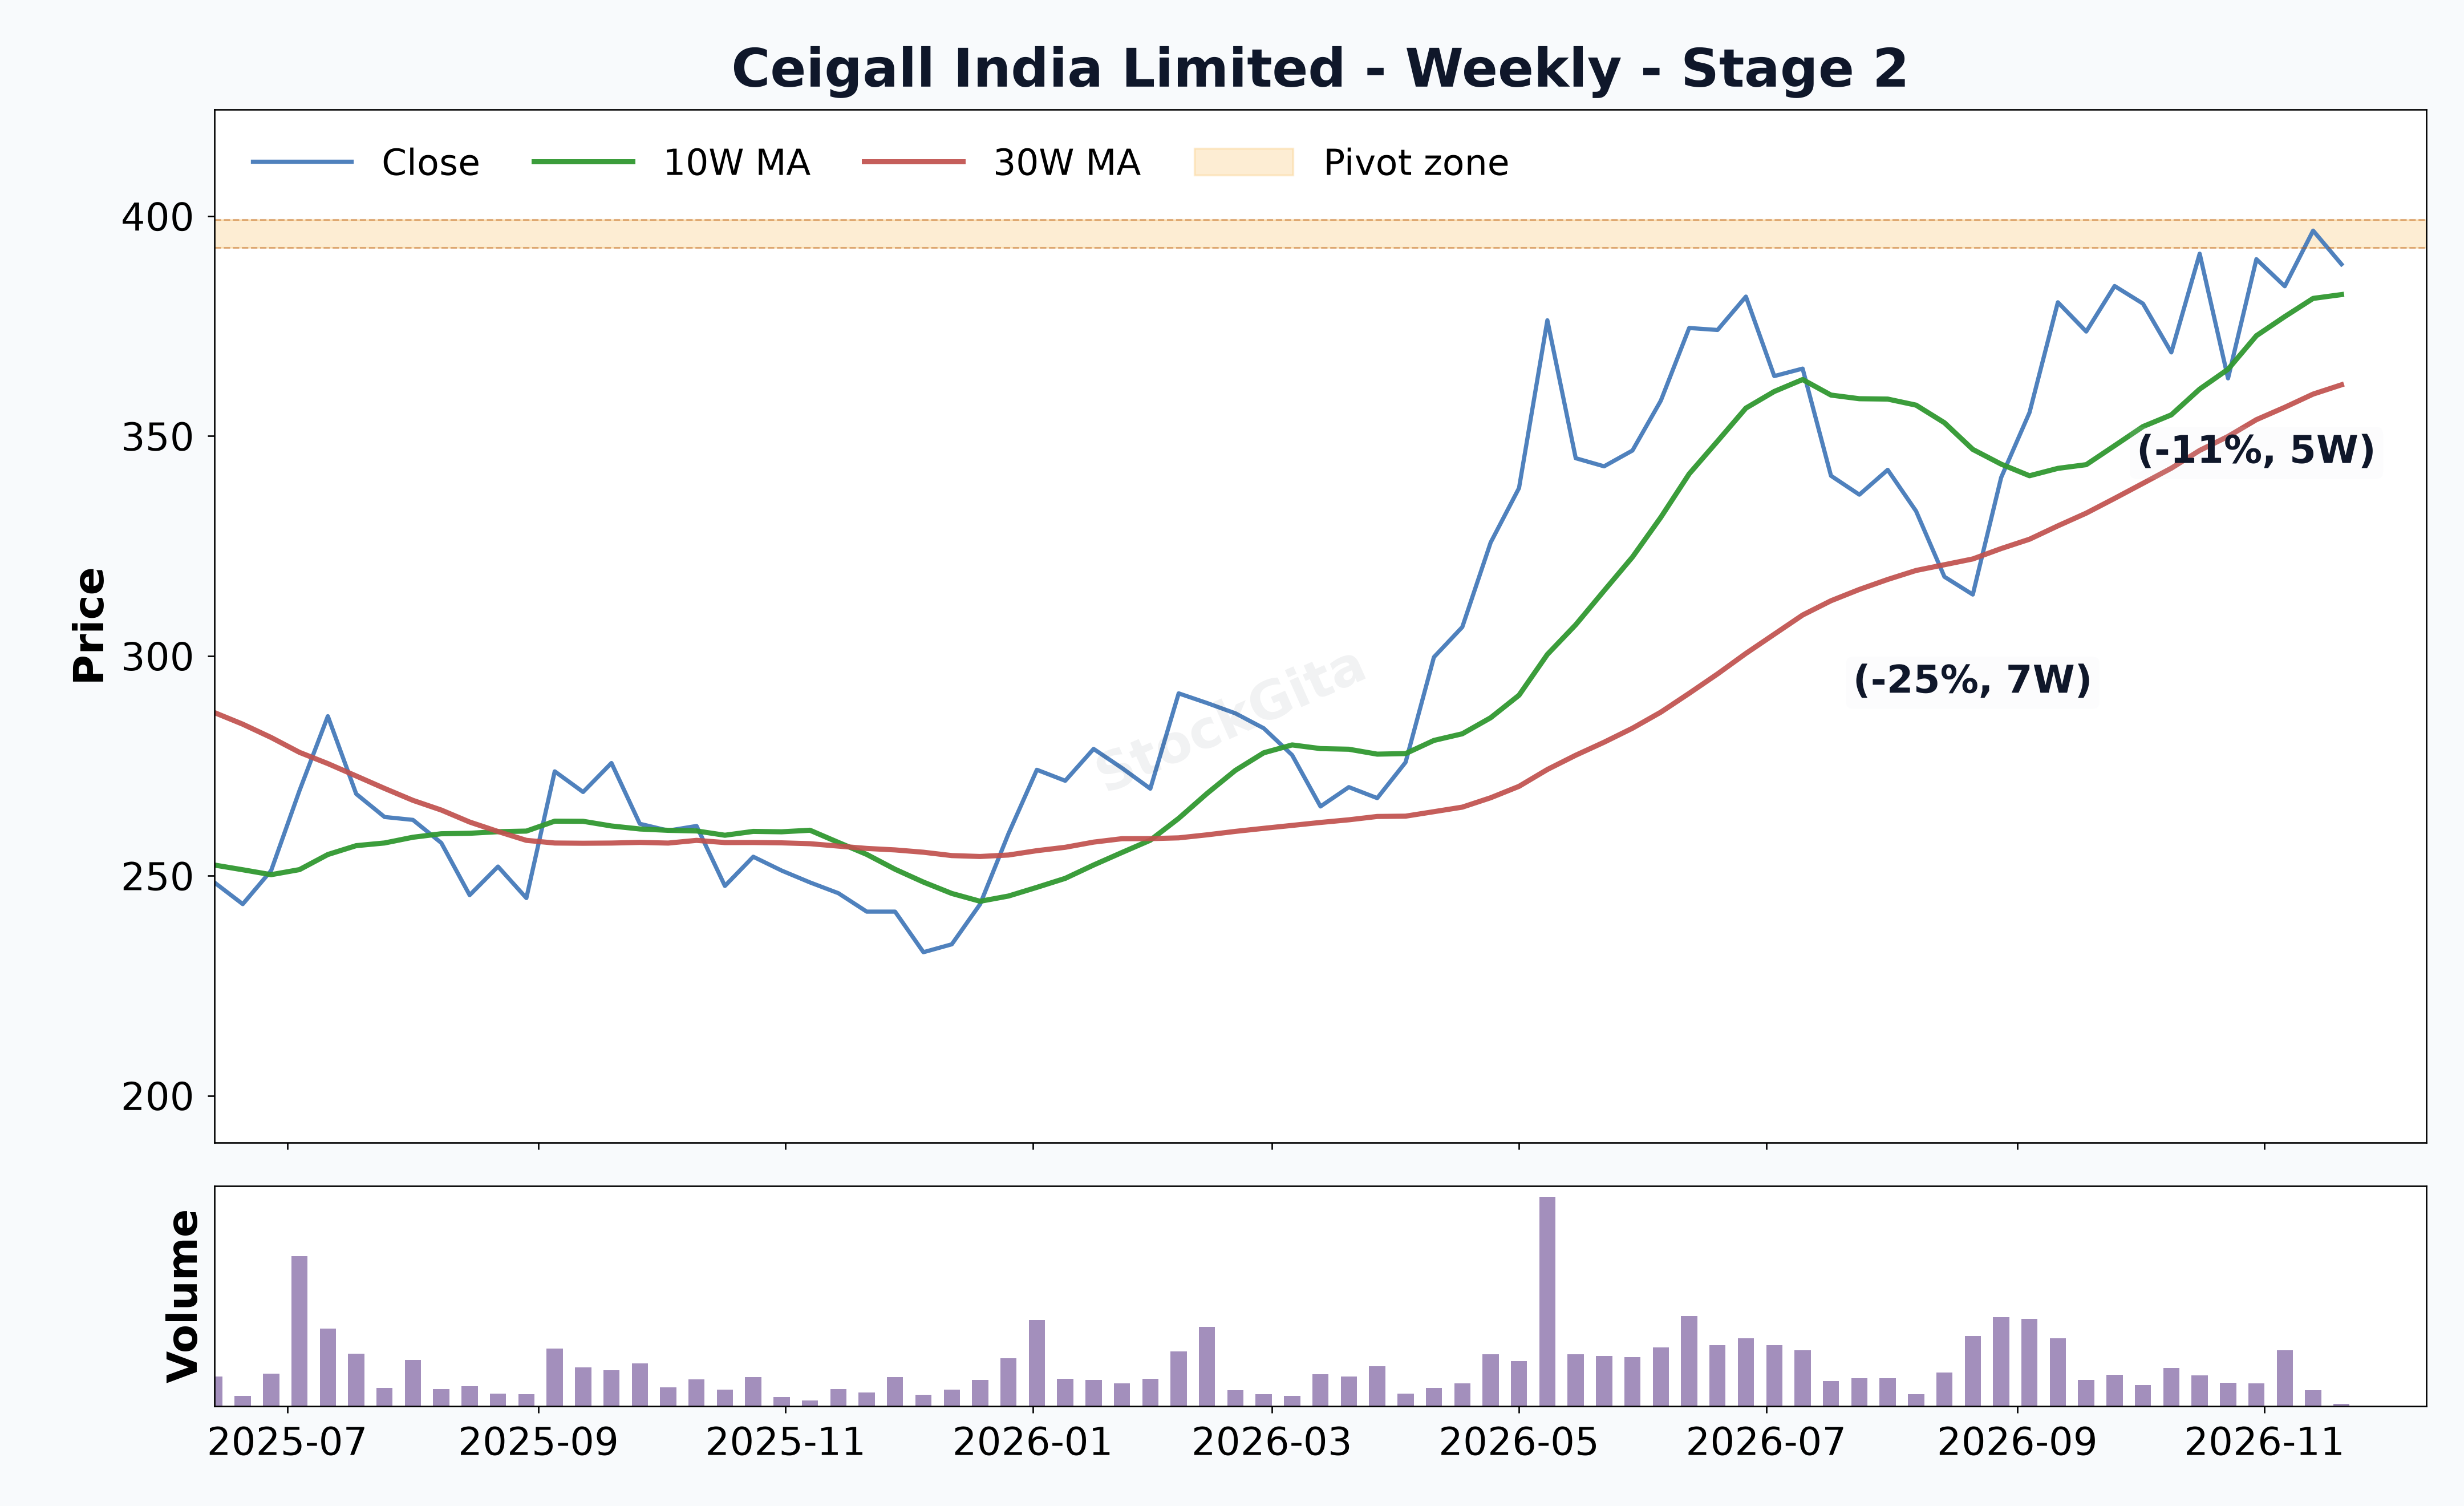 Ceigall India Limited - Weekly - Stage 2
Close 10W MA 30W MA Pivot zone
400
350
300
250
200
Price
(-11%, 5W)
(-25%, 7W)
StockGita
Volume
2025-07 2025-09 2025-11 2026-01 2026-03 2026-05 2026-07 2026-09 2026-11